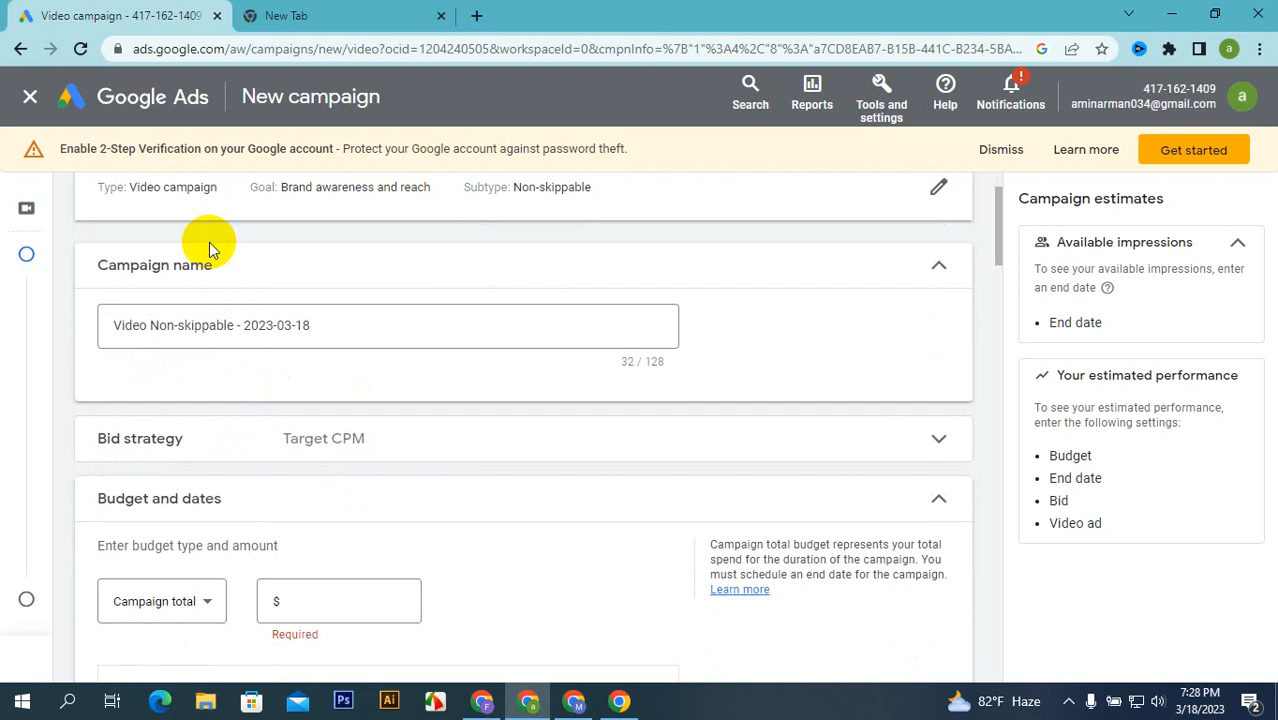 Video campaign - 417-162-1409
New Tab
ads.google.com/aw/campaigns/new/video?ocid=1204240505&workspaceId=0&cmpnInfo=%7B"1"%3A4%2C"8"%3A"a7CD8EAB7-B15B-441C-B234-5BA...
Google Ads
New campaign
Search
Reports
Tools and
settings
Help
Notifications
417-162-1409
aminarman034@gmail.com
a
Enable 2-Step Verification on your Google account - Protect your Google account against password theft.
Dismiss
Learn more
Get started
Type: Video campaign
Goal: Brand awareness and reach
Subtype: Non-skippable
Campaign name
Video Non-skippable - 2023-03-18
32 / 128
Bid strategy
Target CPM
Budget and dates
Enter budget type and amount
Campaign total
$
Required
Campaign total budget represents your total
spend for the duration of the campaign. You
must schedule an end date for the campaign.
Learn more
Campaign estimates
Available impressions
To see your available impressions, enter
an end date
• End date
Your estimated performance
To see your estimated performance,
enter the following settings:
• Budget
• End date
• Bid
• Video ad
82°F Haze
7:28 PM
3/18/2023
2